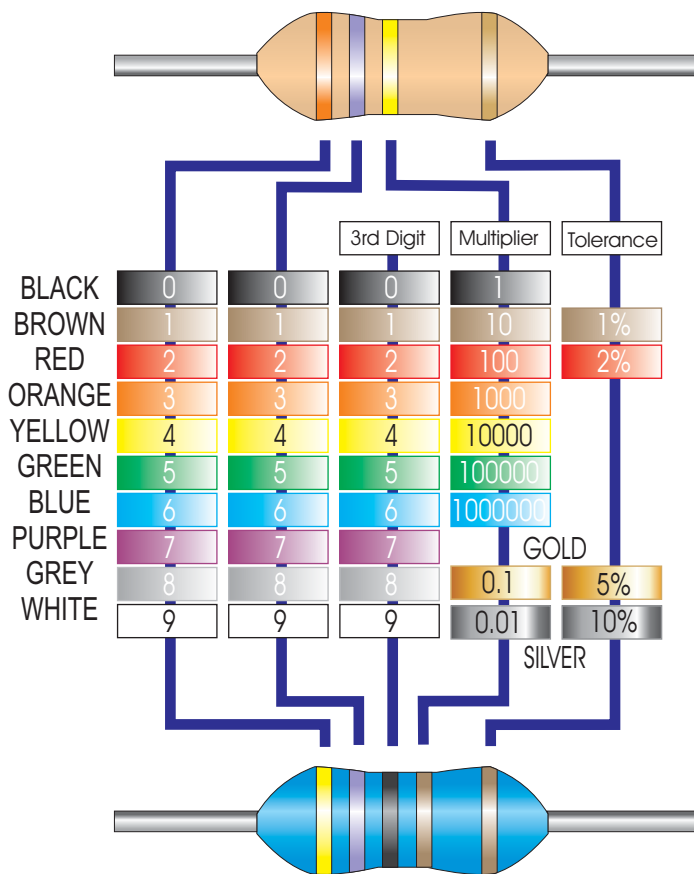 3rd Digit Multiplier Tolerance
BLACK 0 0 0 1
BROWN 1 1 1 10 1%
RED 2 2 2 100 2%
ORANGE 3 3 3 1000
YELLOW 4 4 4 10000
GREEN 5 5 5 100000
BLUE 6 6 6 1000000
PURPLE 7 7 7
GOLD
GREY 8 8 8 0.1 5%
WHITE 9 9 9 0.01 10%
SILVER